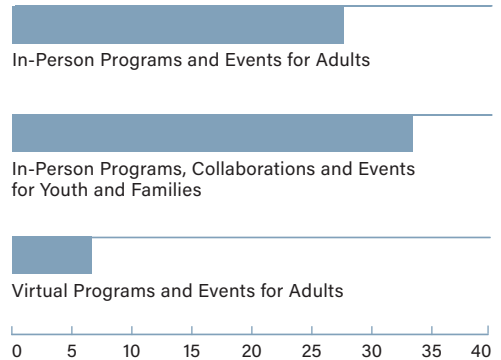 In-Person Programs and Events for Adults
In-Person Programs, Collaborations and Events
for Youth and Families
Virtual Programs and Events for Adults
0 5 10 15 20 25 30 35 40